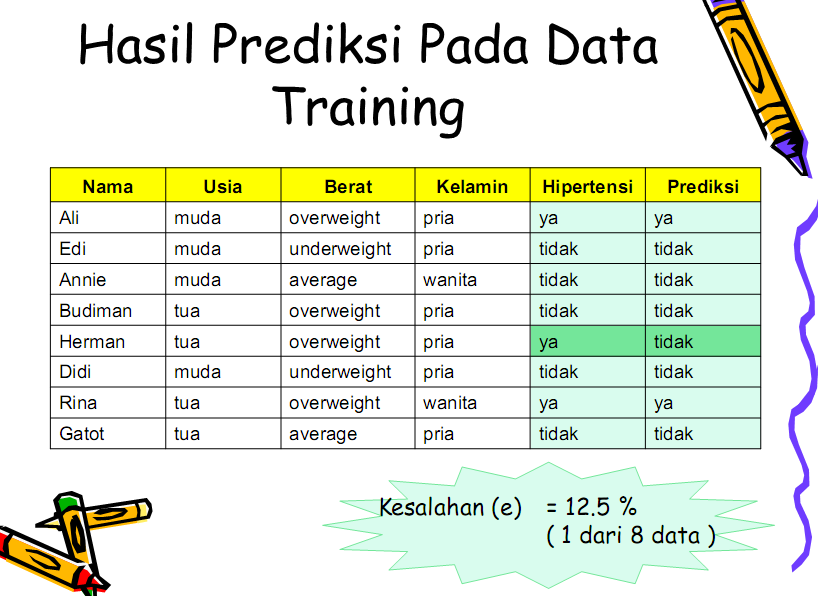 Hasil Prediksi Pada Data
Training
Nama Usia Berat Kelamin Hipertensi Prediksi
Ali muda overweight pria ya ya
Edi muda underweight pria tidak tidak
Annie muda average wanita tidak tidak
Budiman tua overweight pria tidak tidak
Herman tua overweight pria ya tidak
Didi muda underweight pria tidak tidak
Rina tua overweight wanita ya ya
Gatot tua average pria tidak tidak
Kesalahan (e) = 12.5 %
( 1 dari 8 data )